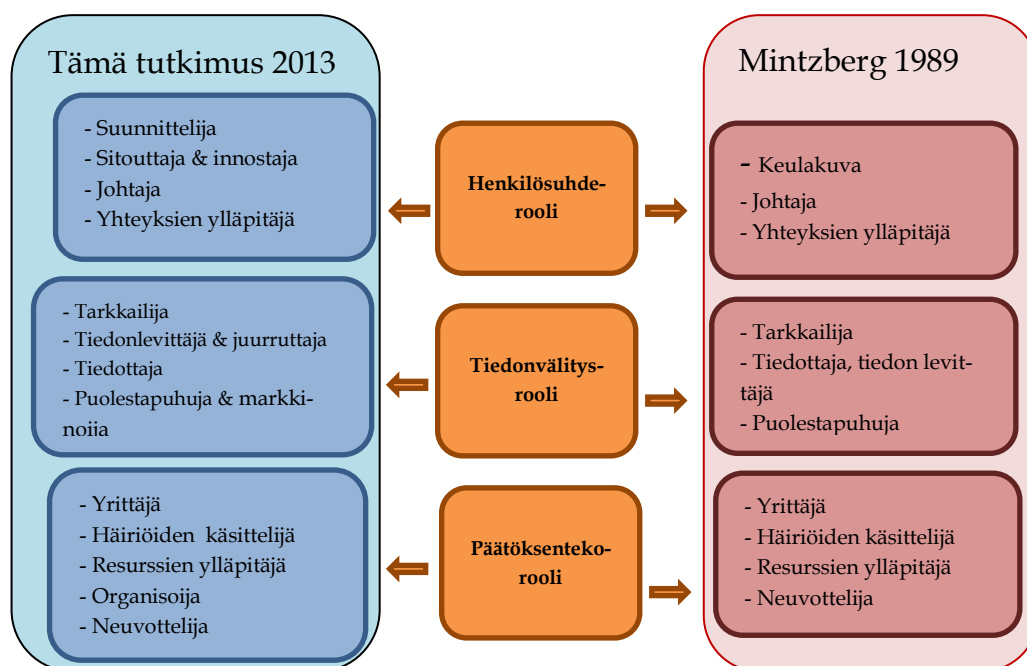 Tämä tutkimus 2013
- Suunnittelija
- Sitouttaja & innostaja
- Johtaja
- Yhteyksien ylläpitäjä
- Tarkkailija
- Tiedonlevittäjä & juurruttaja
- Tiedottaja
- Puolestapuhuja & markki-
noija
- Yrittäjä
- Häiriöiden käsittelijä
- Resurssien ylläpitäjä
- Organisoija
- Neuvottelija
Henkilösuhde-
rooli
Tiedonvälitys-
rooli
Päätöksenteko-
rooli
Mintzberg 1989
- Keulakuva
- Johtaja
- Yhteyksien ylläpitäjä
- Tarkkailija
- Tiedottaja, tiedon levit-
täjä
- Puolestapuhuja
- Yrittäjä
- Häiriöiden käsittelijä
- Resurssien ylläpitäjä
- Neuvottelija